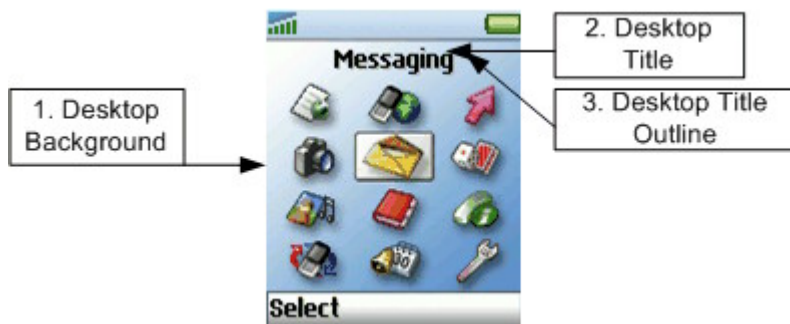 Messaging
2. Desktop
Title
3. Desktop Title
Outline
1. Desktop
Background
Select